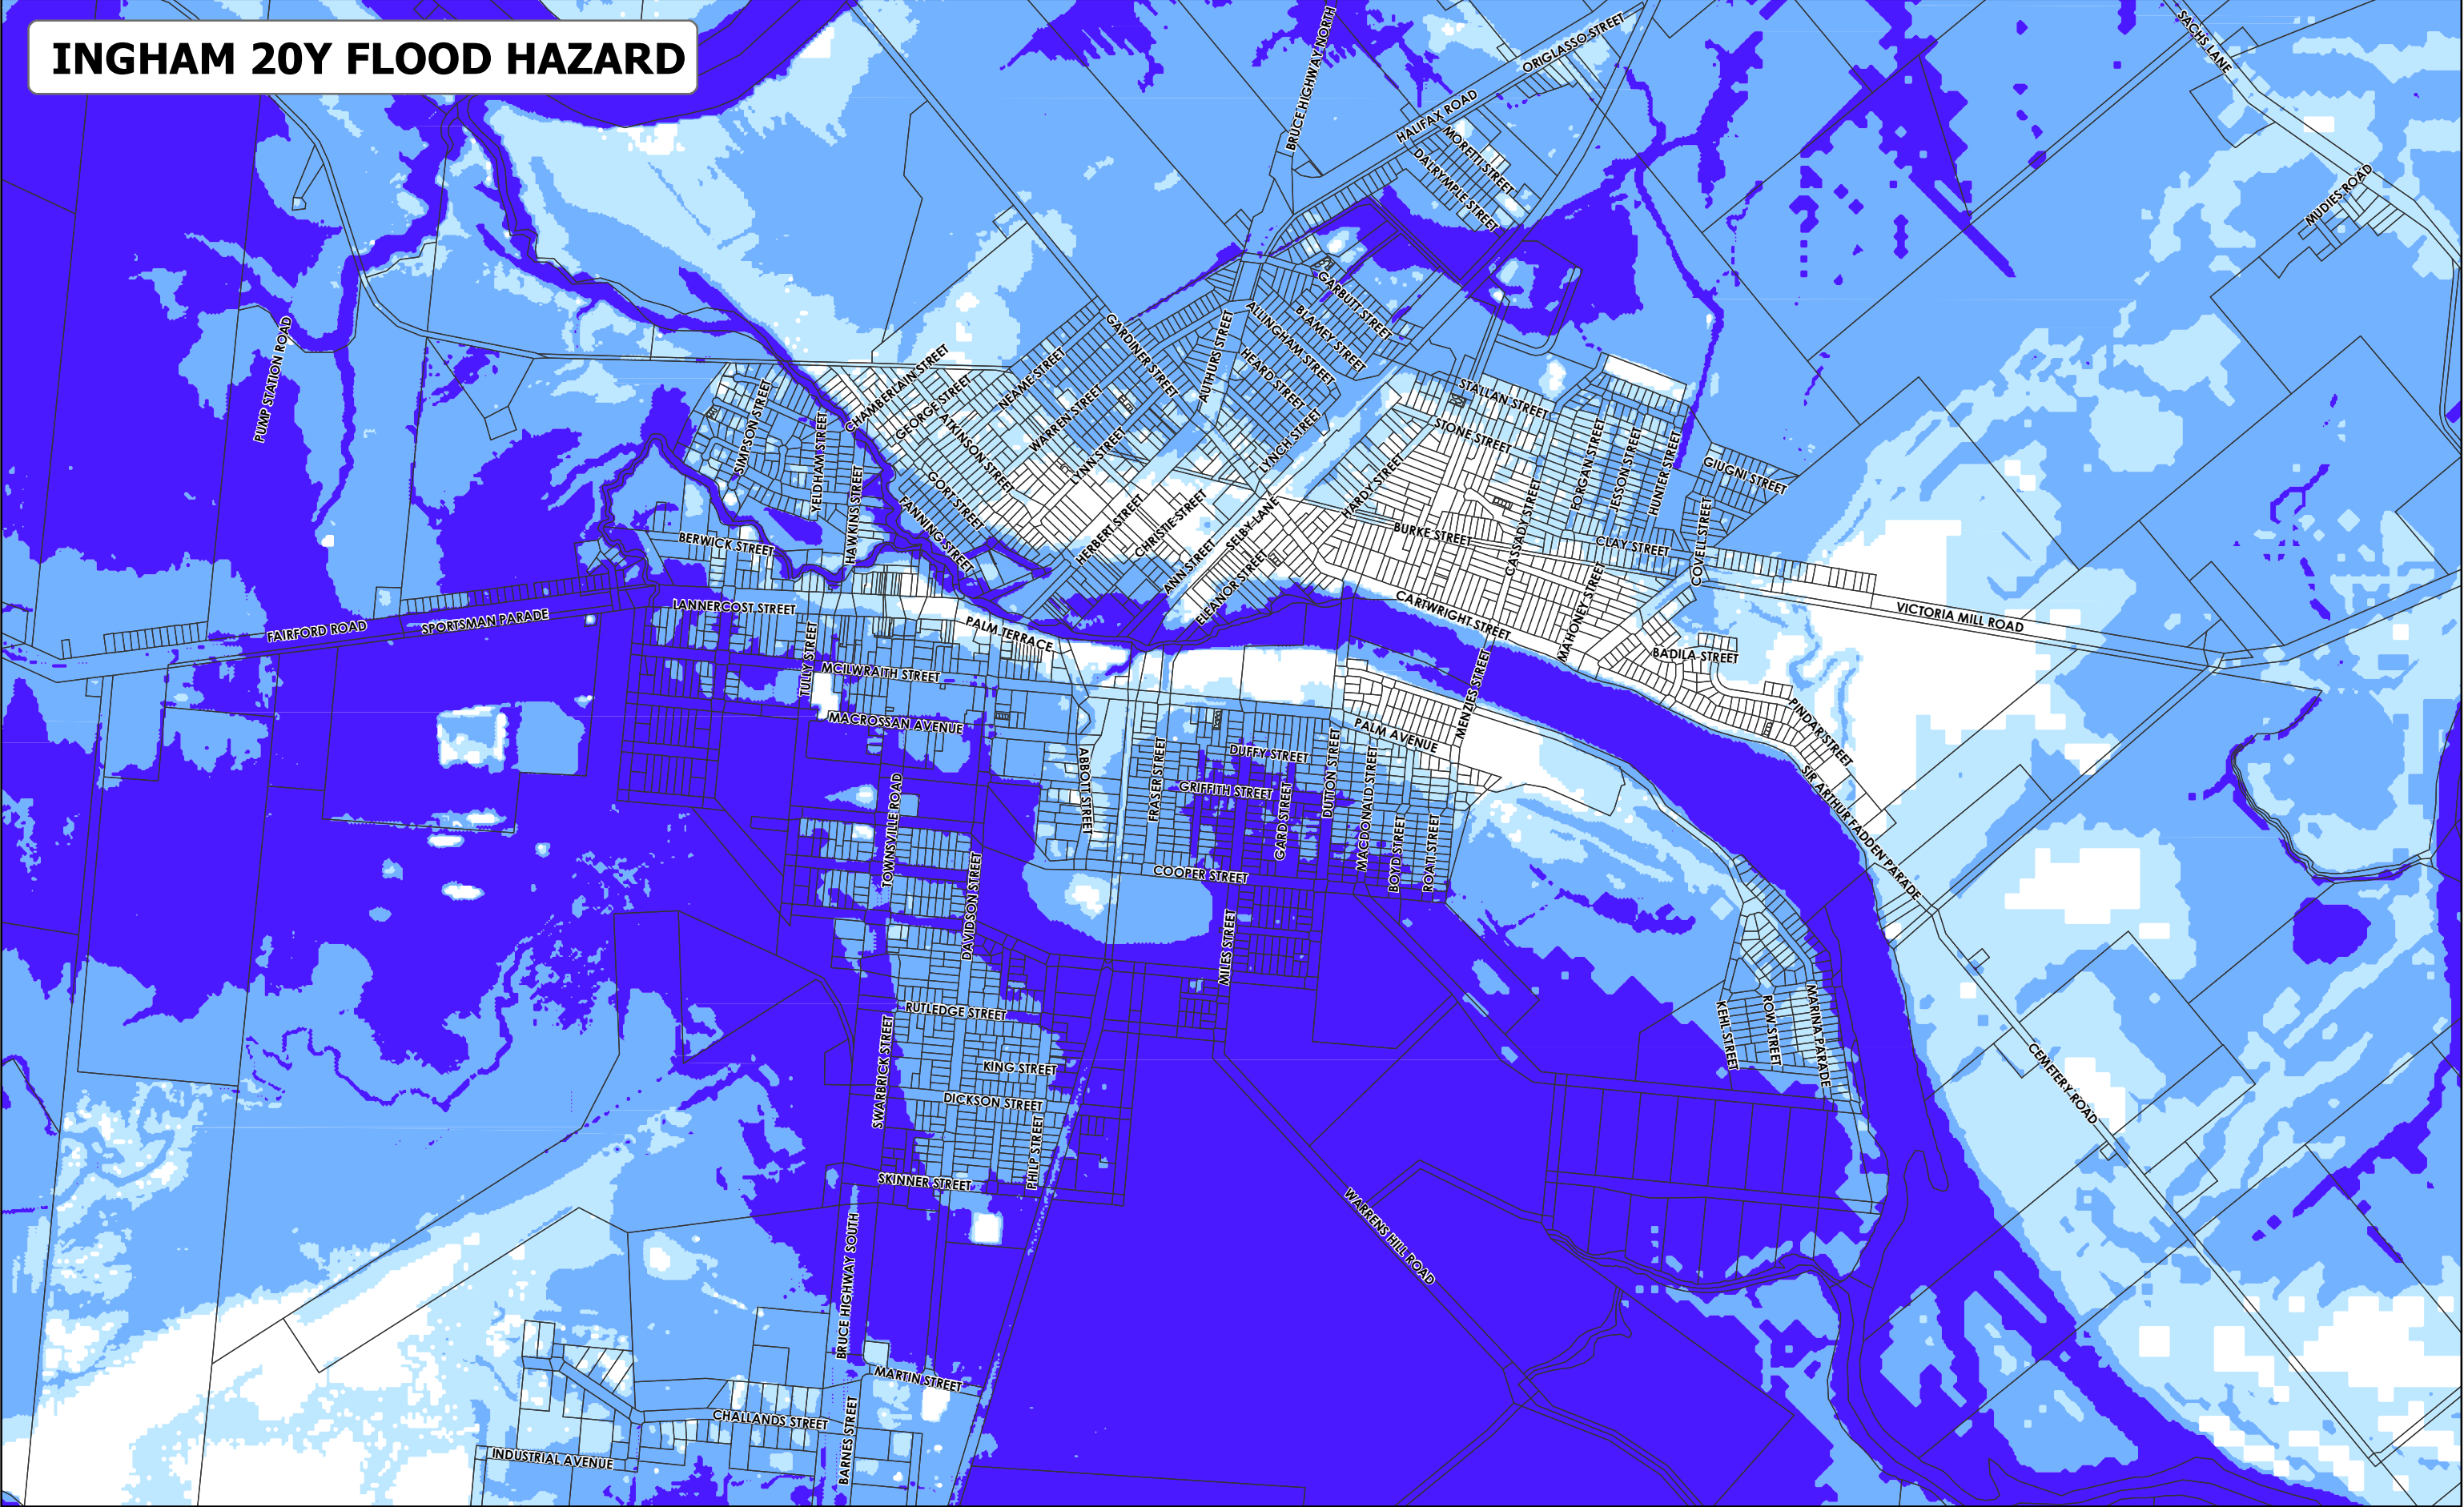 INGHAM 20Y FLOOD HAZARD
SACHS LANE
BRUCE HIGHWAY NORTH
ORIGLASSO STREET
HALIFAX ROAD
MORETTI STREET
DALRYMPLE STREET
MUDIES ROAD
PUMP STATION ROAD
GARBUTT STREET
BLAMEY STREET
ALLINGHAM STREET
HEARD STREET
AUTHURS STREET
GARDINER STREET
NEAME STREET
CHAMBERLAIN STREET
GEORGE STREET
ATKINSON STREET
WARREN STREET
LYNN STREET
LYNCH STREET
SIMPSON STREET
YELDHAM STREET
HAWKINS STREET
GORT STREET
FANNING STREET
STALLAN STREET
STONE STREET
FORGAN STREET
JESSON STREET
HUNTER STREET
GIUGNI STREET
HARDY STREET
CASSADY STREET
COVELL STREET
HERBERT STREET
CHRISTIE STREET
SELBY LANE
ANN STREET
ELEANOR STREET
BURKE STREET
CLAY STREET
BERWICK STREET
LANNERCOST STREET
FAIRFORD ROAD
SPORTSMAN PARADE
PALM TERRACE
CARTWRIGHT STREET
MAHONEY STREET
VICTORIA MILL ROAD
BADILA STREET
TULLY STREET
MCILWRAITH STREET
MACROSSAN AVENUE
MENZIES STREET
PALM AVENUE
PINDAR STREET
ABBOTT STREET
FRASER STREET
DUFFY STREET
GRIFFITH STREET
GARD STREET
DUTTON STREET
MACDONALD STREET
BOYD STREET
ROATI STREET
SIR ARTHUR FADDEN PARADE
TOWNSVILLE ROAD
DAVIDSON STREET
COOPER STREET
MILES STREET
RUTLEDGE STREET
SWARBRICK STREET
KING STREET
DICKSON STREET
PHILP STREET
SKINNER STREET
KEHL STREET
ROW STREET
MARINA PARADE
CEMETERY ROAD
WARRENS HILL ROAD
BRUCE HIGHWAY SOUTH
MARTIN STREET
CHALLANDS STREET
BARNES STREET
INDUSTRIAL AVENUE